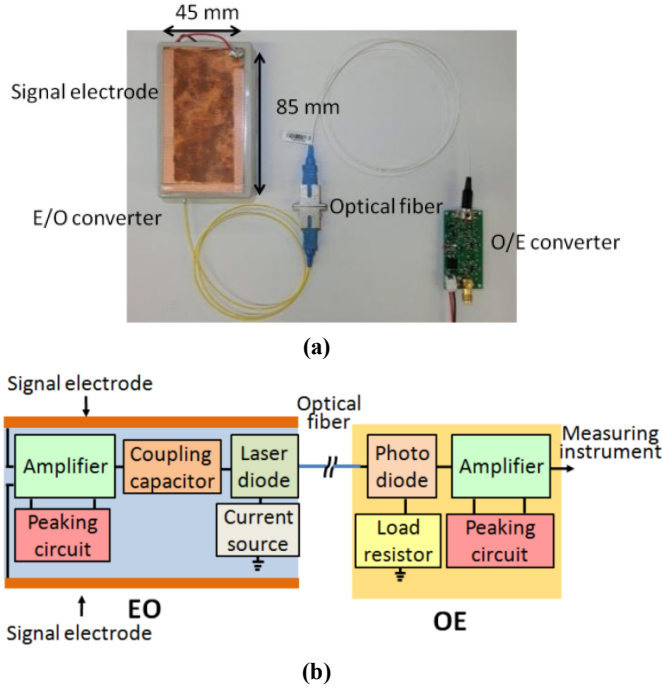 45 mm
Signal electrode
85 mm
E/O converter
Optical fiber
O/E converter
(a)
Signal electrode
Optical
fiber
Measuring
instrument
Amplifier
Coupling
capacitor
Laser
diode
Photo
diode
Amplifier
Peaking
circuit
Current
source
Load
resistor
Peaking
circuit
EO
OE
Signal electrode
(b)